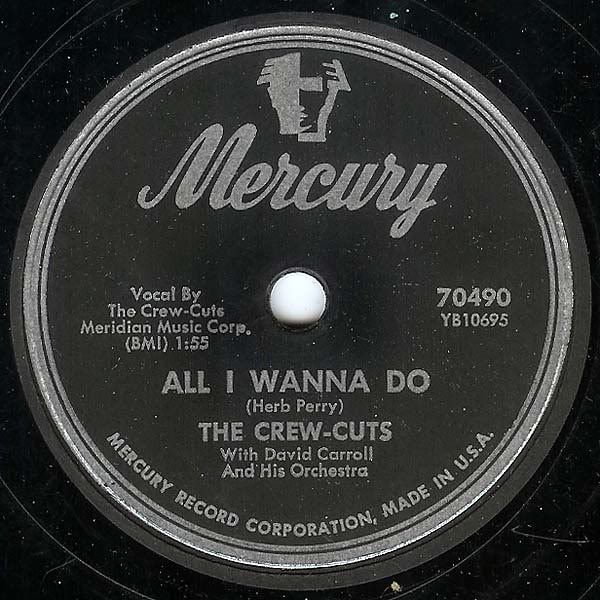 Mercury
Vocal By
The Crew-Cuts
Meridian Music Corp.
(BMI) 1:55
70490
YB10695
ALL I WANNA DO
(Herb Perry)
THE CREW-CUTS
With David Carroll
And His Orchestra
MERCURY RECORD CORPORATION, MADE IN U.S.A.